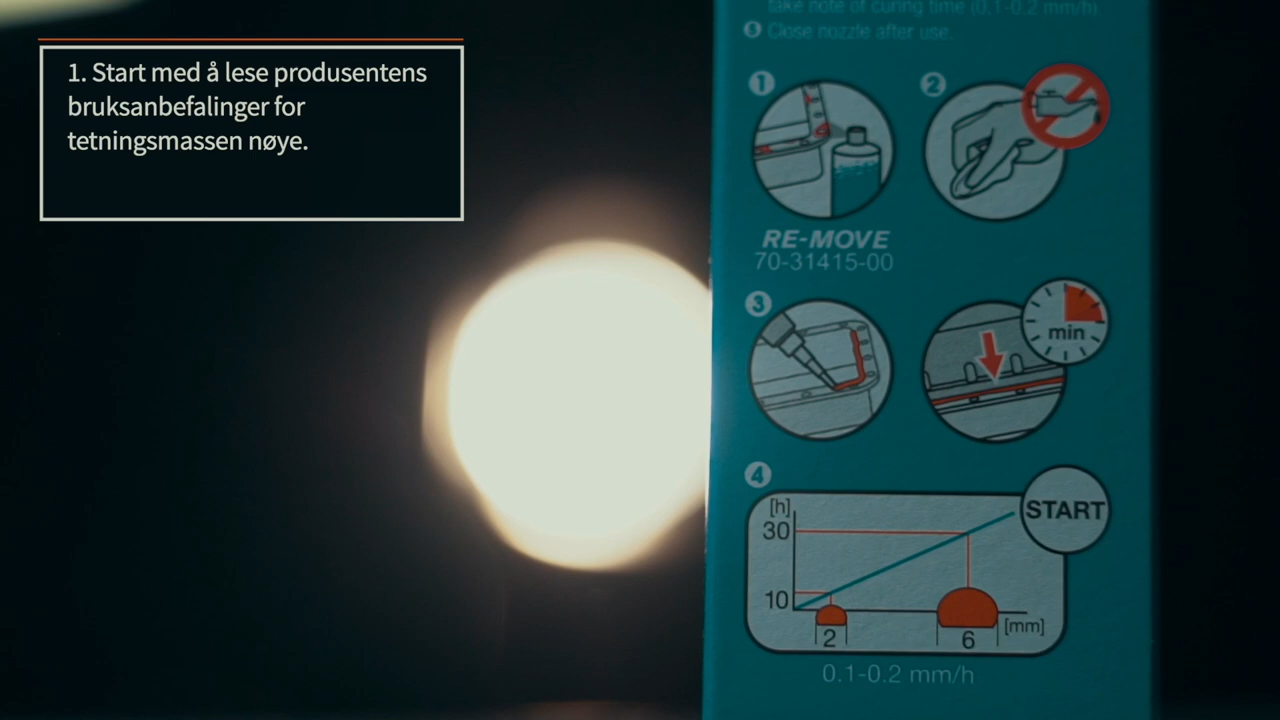 1. Start med å lese produsentens
bruksanbefalinger for
tetningsmassen nøye.
take note of curing time (0.1-0.2 mm/h)
5 Close nozzle after use.
1
2
RE-MOVE
70-31415-00
3
min
4
START
[h]
30
10
2
6
[mm]
0.1-0.2 mm/h